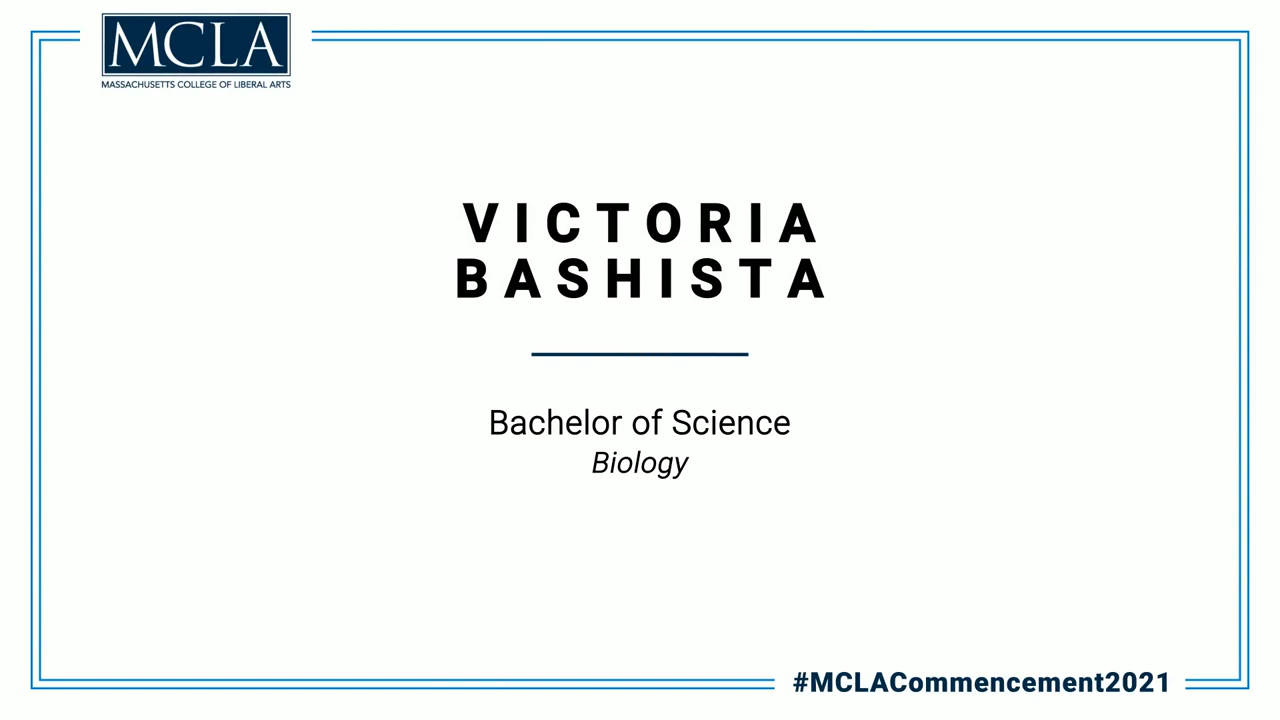 MCLA
MASSACHUSETTS COLLEGE OF LIBERAL ARTS
VICTORIA
BASHISTA
Bachelor of Science
Biology
#MCLACommencement2021